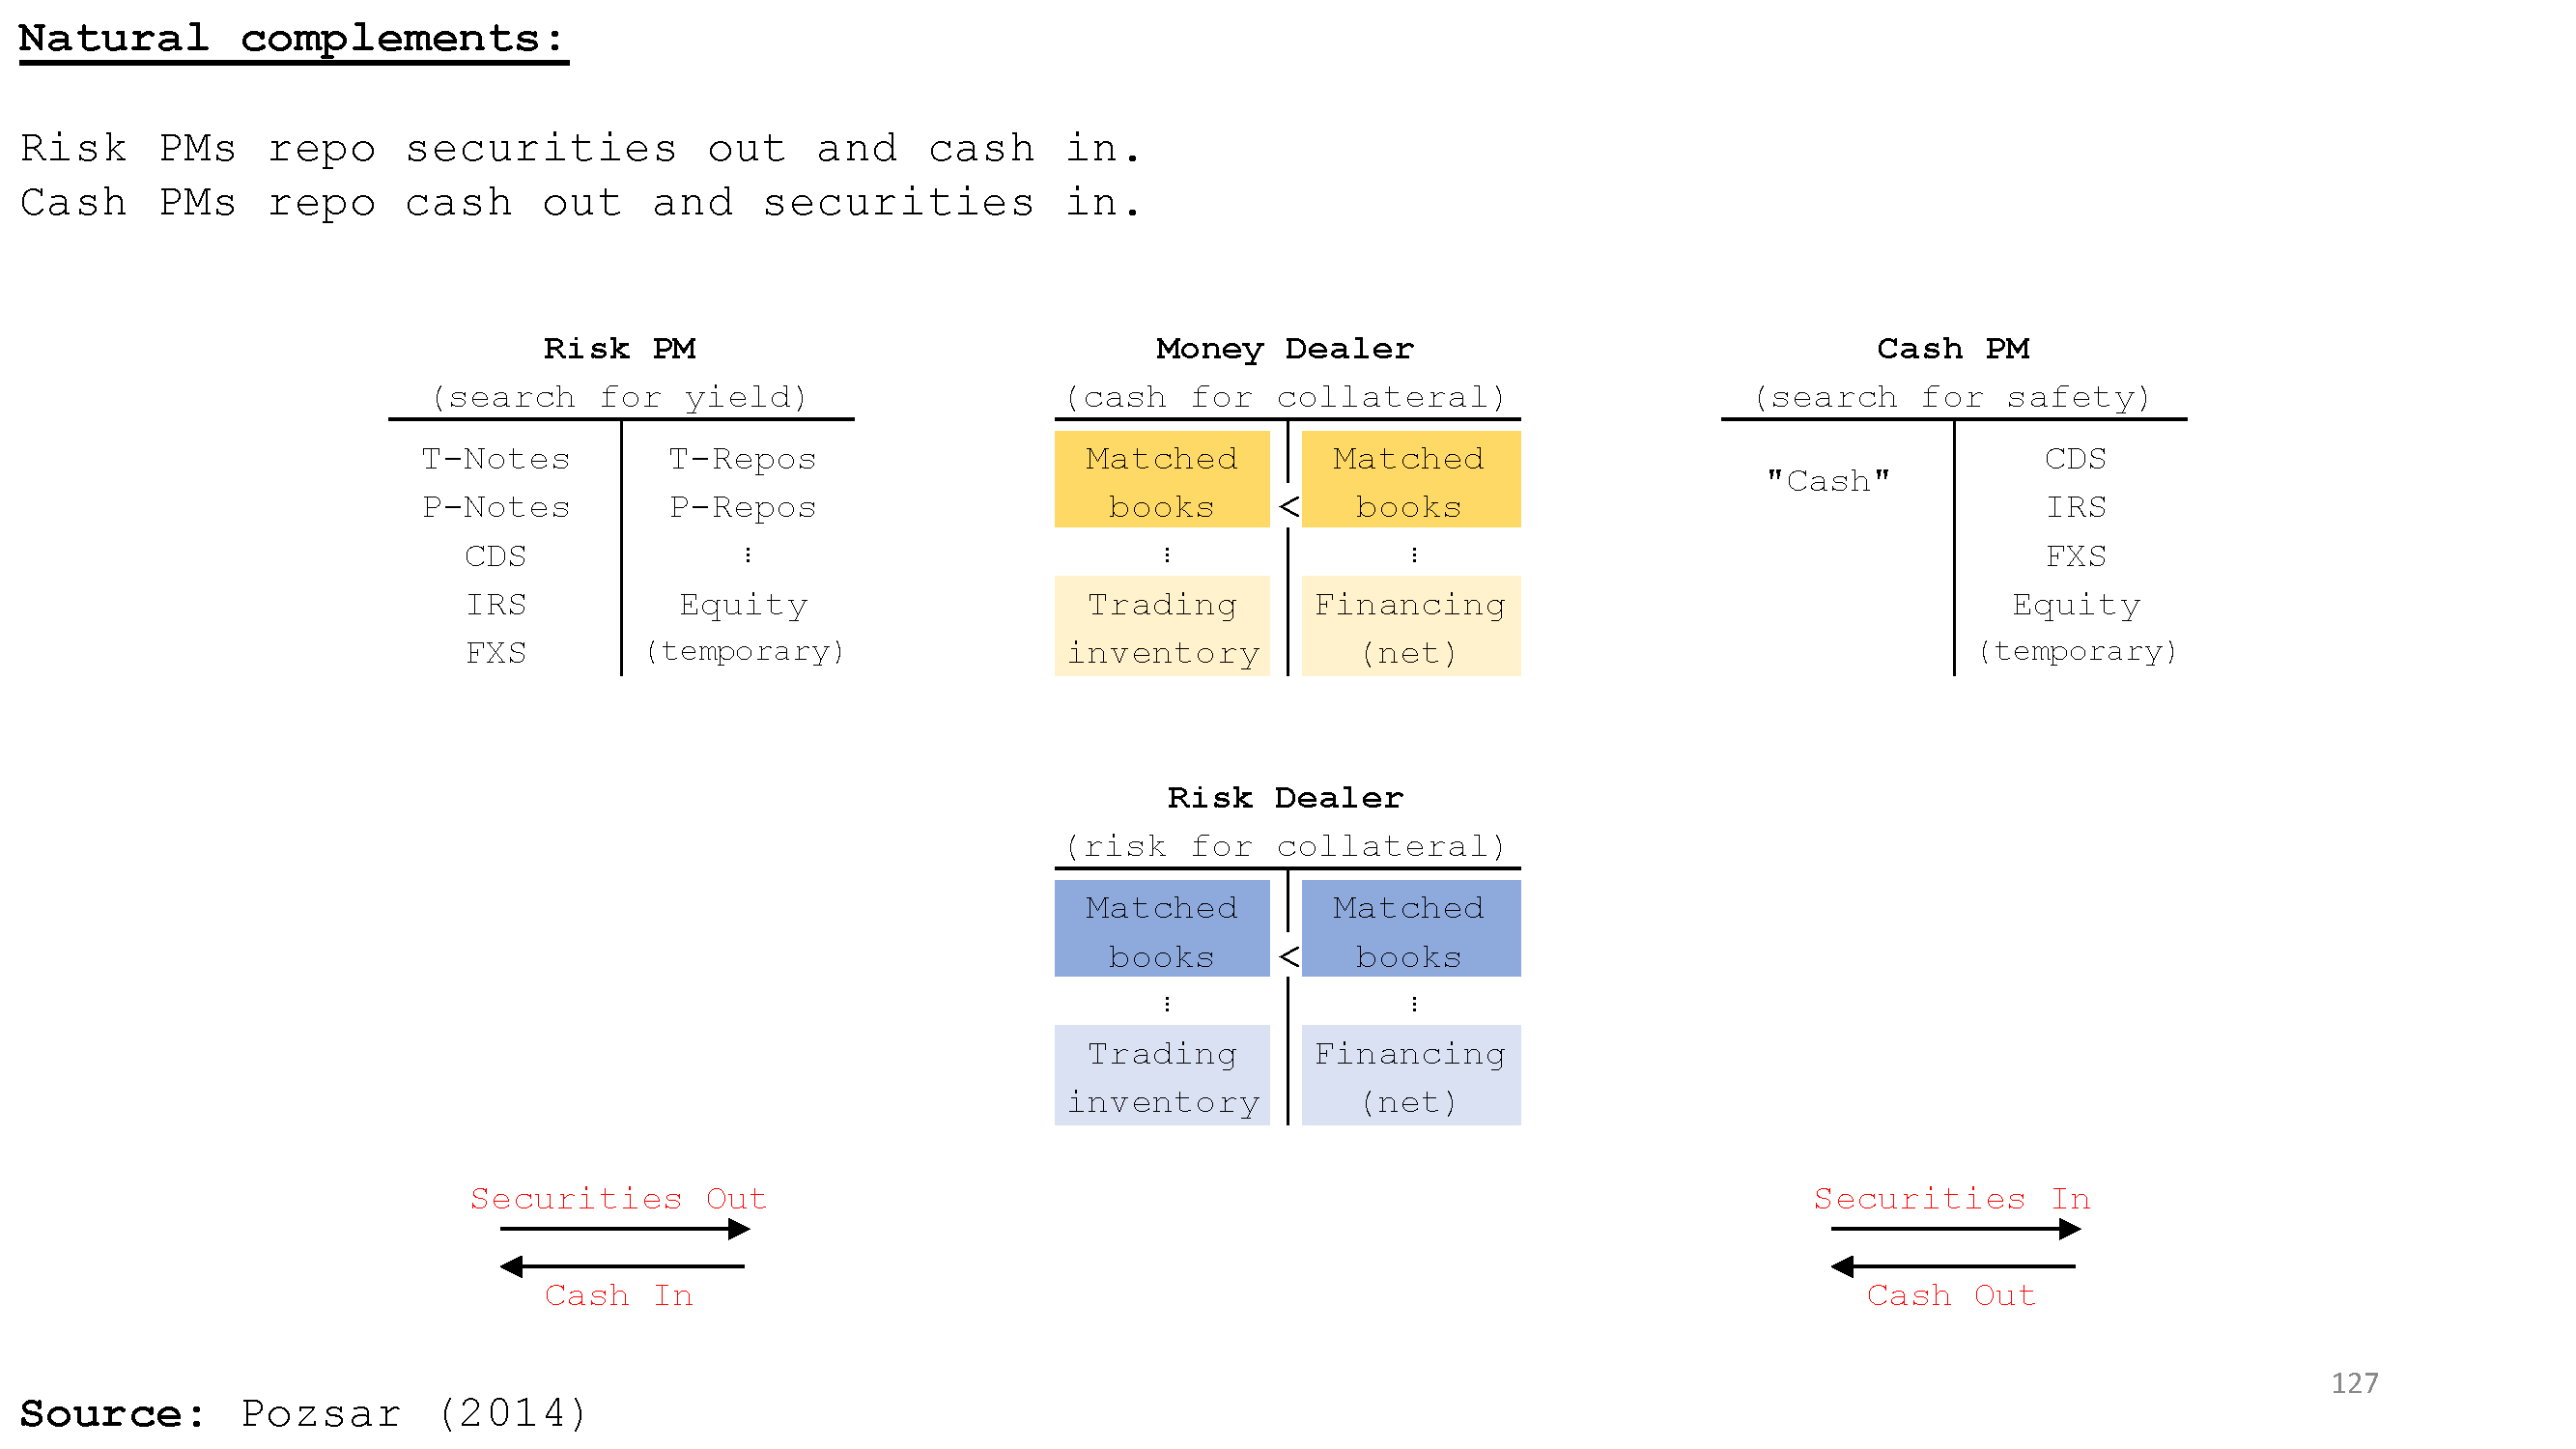 Natural complements:
Risk PMs repo securities out and cash in.
Cash PMs repo cash out and securities in.
Risk PM
(search for yield)
T-Notes T-Repos
P-Notes P-Repos
CDS ⋮
IRS Equity
FXS (temporary)
Money Dealer
(cash for collateral)
Matched Matched
books < books
⋮ ⋮
Trading Financing
inventory (net)
Cash PM
(search for safety)
"Cash"
CDS
IRS
FXS
Equity
(temporary)
Risk Dealer
(risk for collateral)
Matched Matched
books < books
⋮ ⋮
Trading Financing
inventory (net)
Securities Out
Cash In
Securities In
Cash Out
127
Source: Pozsar (2014)